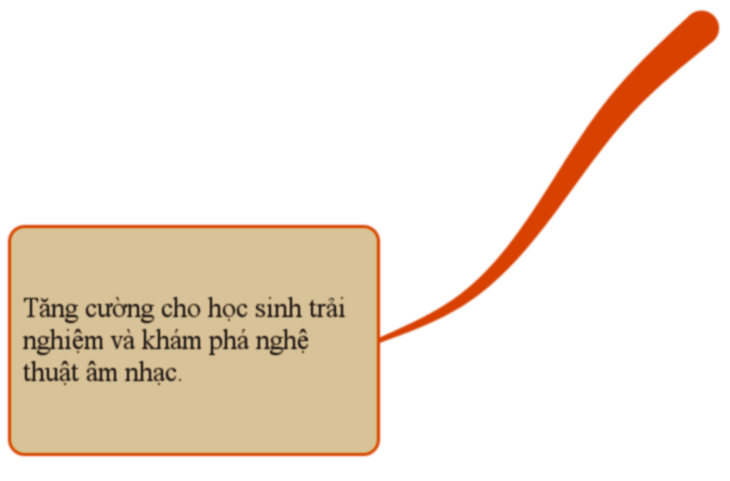 Tăng cường cho học sinh trải
nghiệm và khám phá nghệ
thuật âm nhạc.